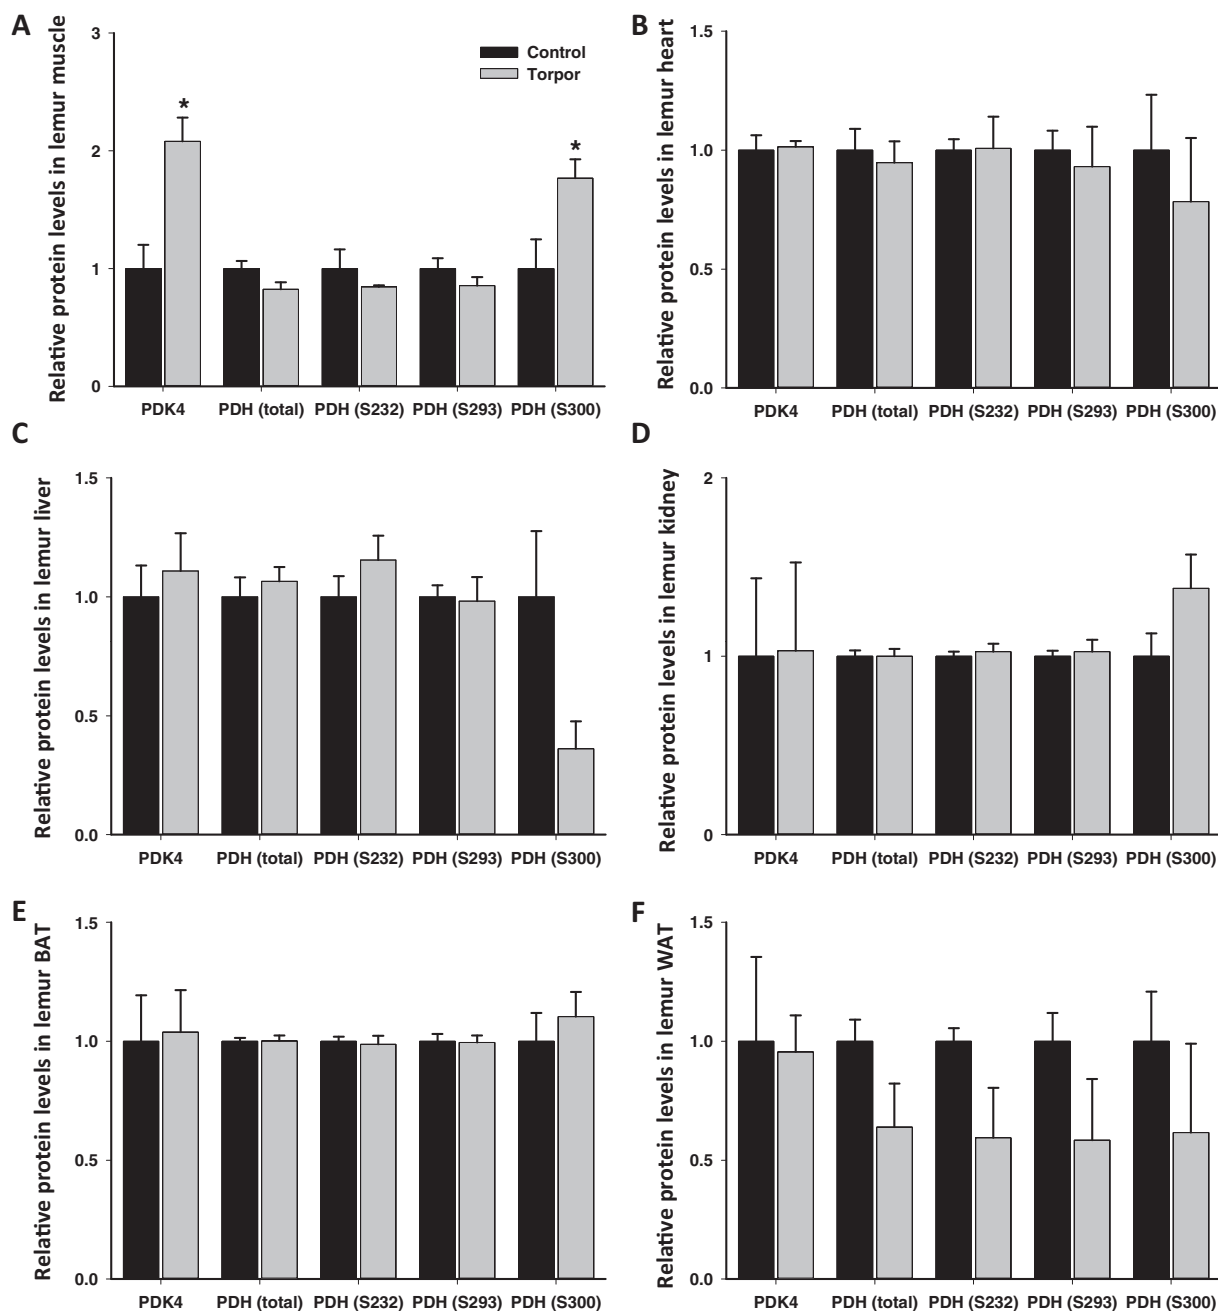 A
Relative protein levels in lemur muscle
3
2
1
0
Control
Torpor
*
*
PDK4 PDH (total) PDH (S232) PDH (S293) PDH (S300)
B
Relative protein levels in lemur heart
1.5
1.0
0.5
0.0
PDK4 PDH (total) PDH (S232) PDH (S293) PDH (S300)
C
Relative protein levels in lemur liver
1.5
1.0
0.5
0.0
PDK4 PDH (total) PDH (S232) PDH (S293) PDH (S300)
D
Relative protein levels in lemur kidney
2
1
0
PDK4 PDH (total) PDH (S232) PDH (S293) PDH (S300)
E
Relative protein levels in lemur BAT
1.5
1.0
0.5
0.0
PDK4 PDH (total) PDH (S232) PDH (S293) PDH (S300)
F
Relative protein levels in lemur WAT
1.5
1.0
0.5
0.0
PDK4 PDH (total) PDH (S232) PDH (S293) PDH (S300)